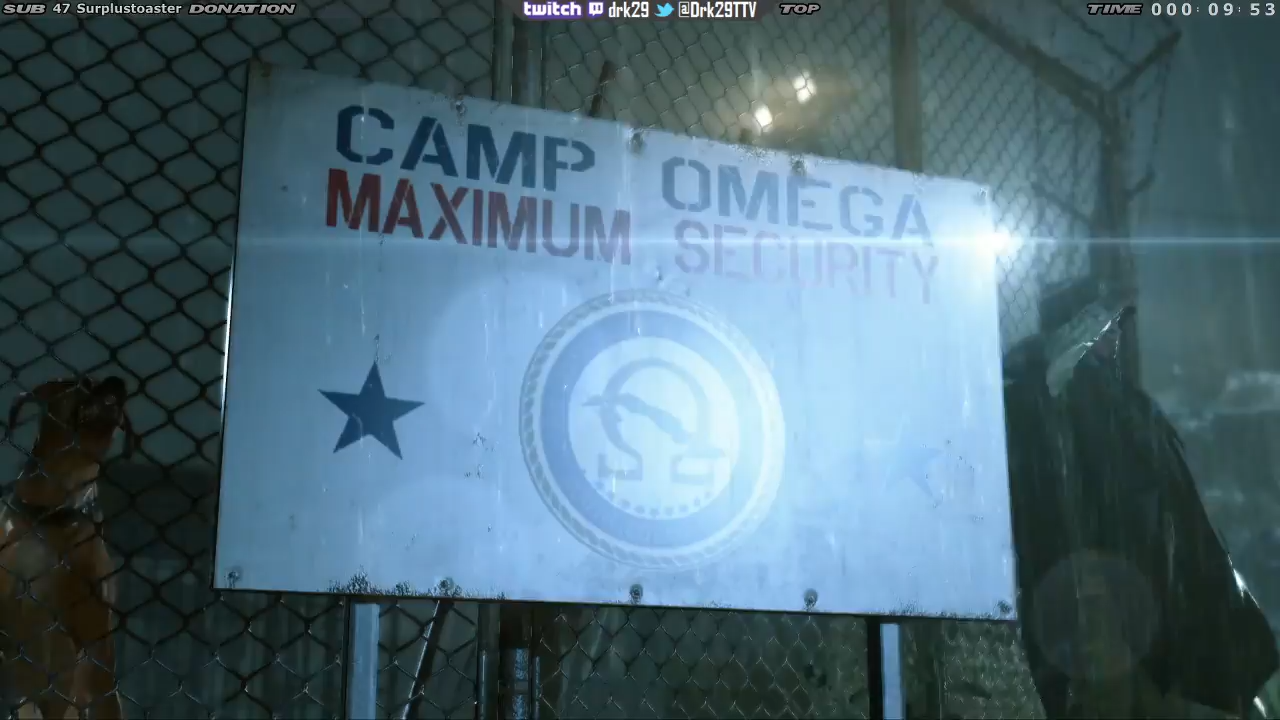 SUB 47 Surplustoaster DONATION
twitch drk29 @Drk29TTV TOP
TIME 000:09:53
CAMP OMEGA
MAXIMUM SECURITY